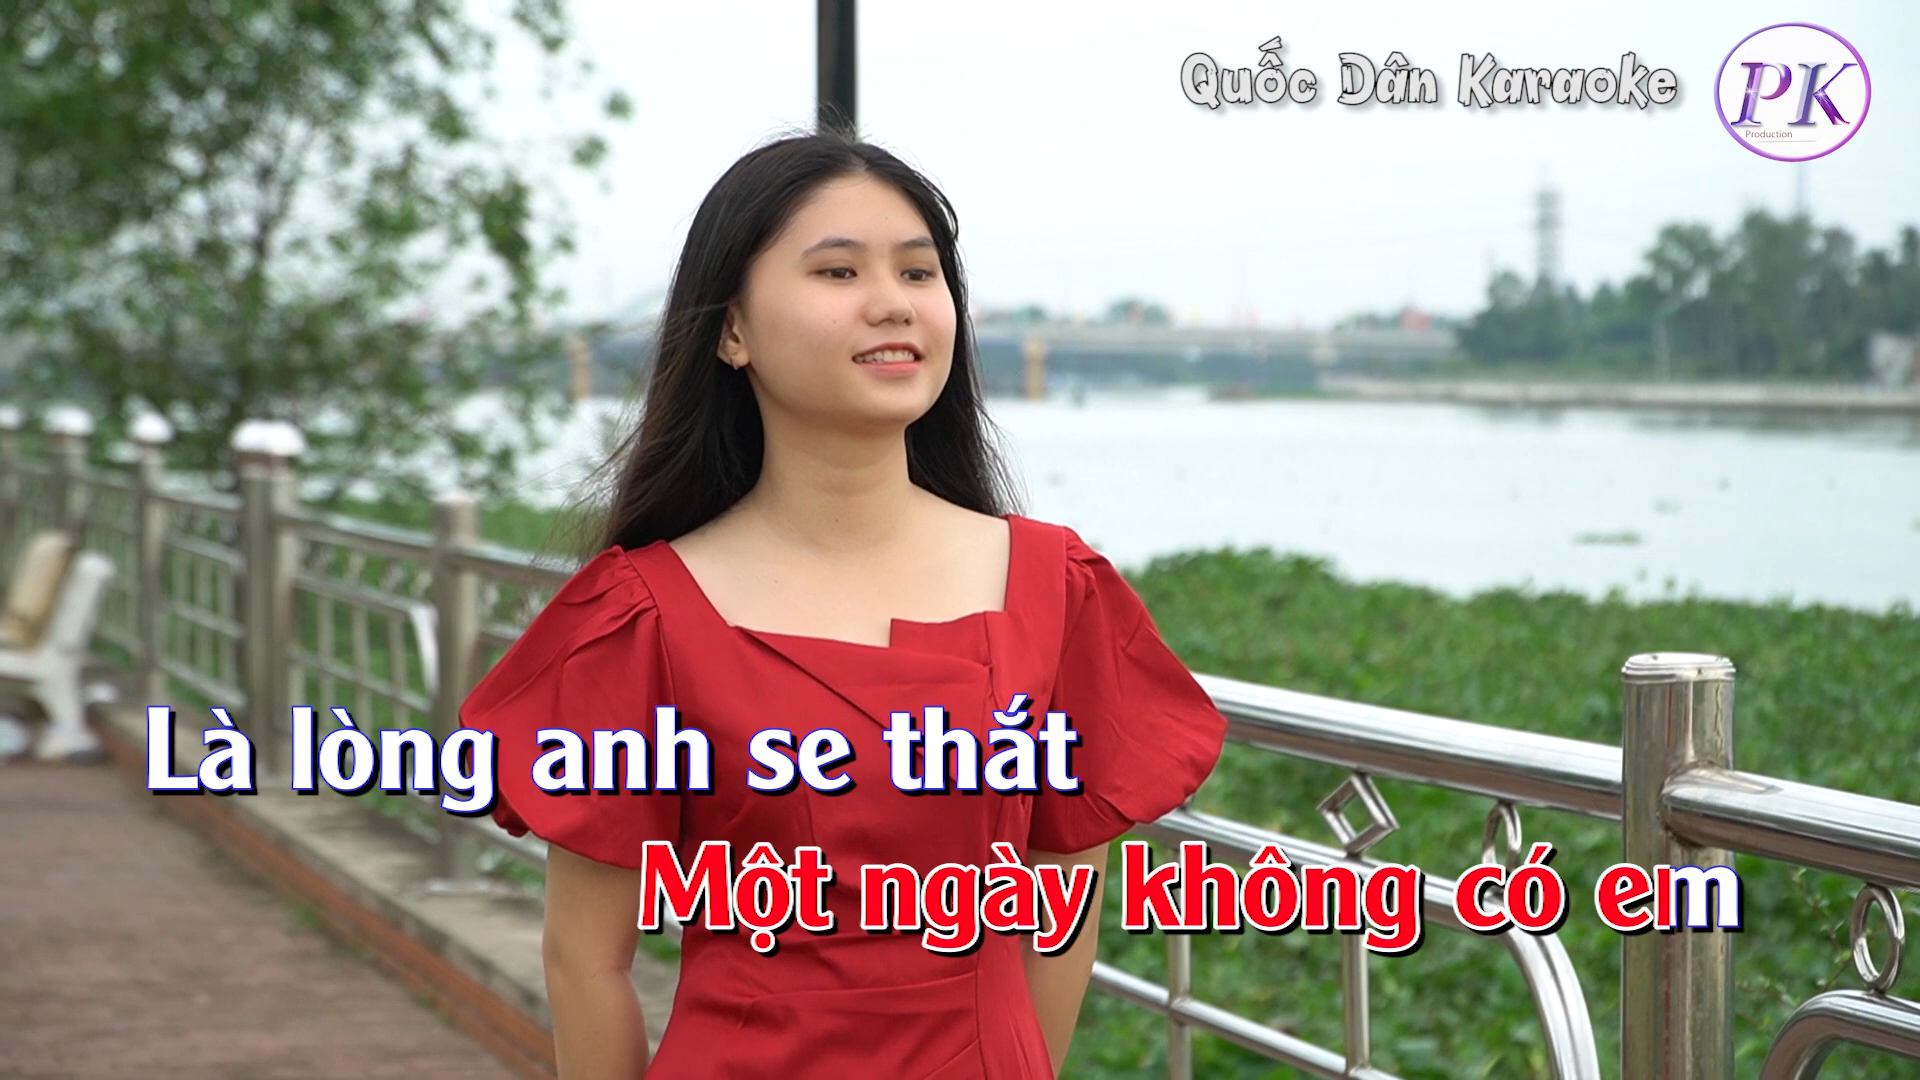 Quốc Dân Karaoke
PK
Production
Là lòng anh se thắt
Một ngày không có em